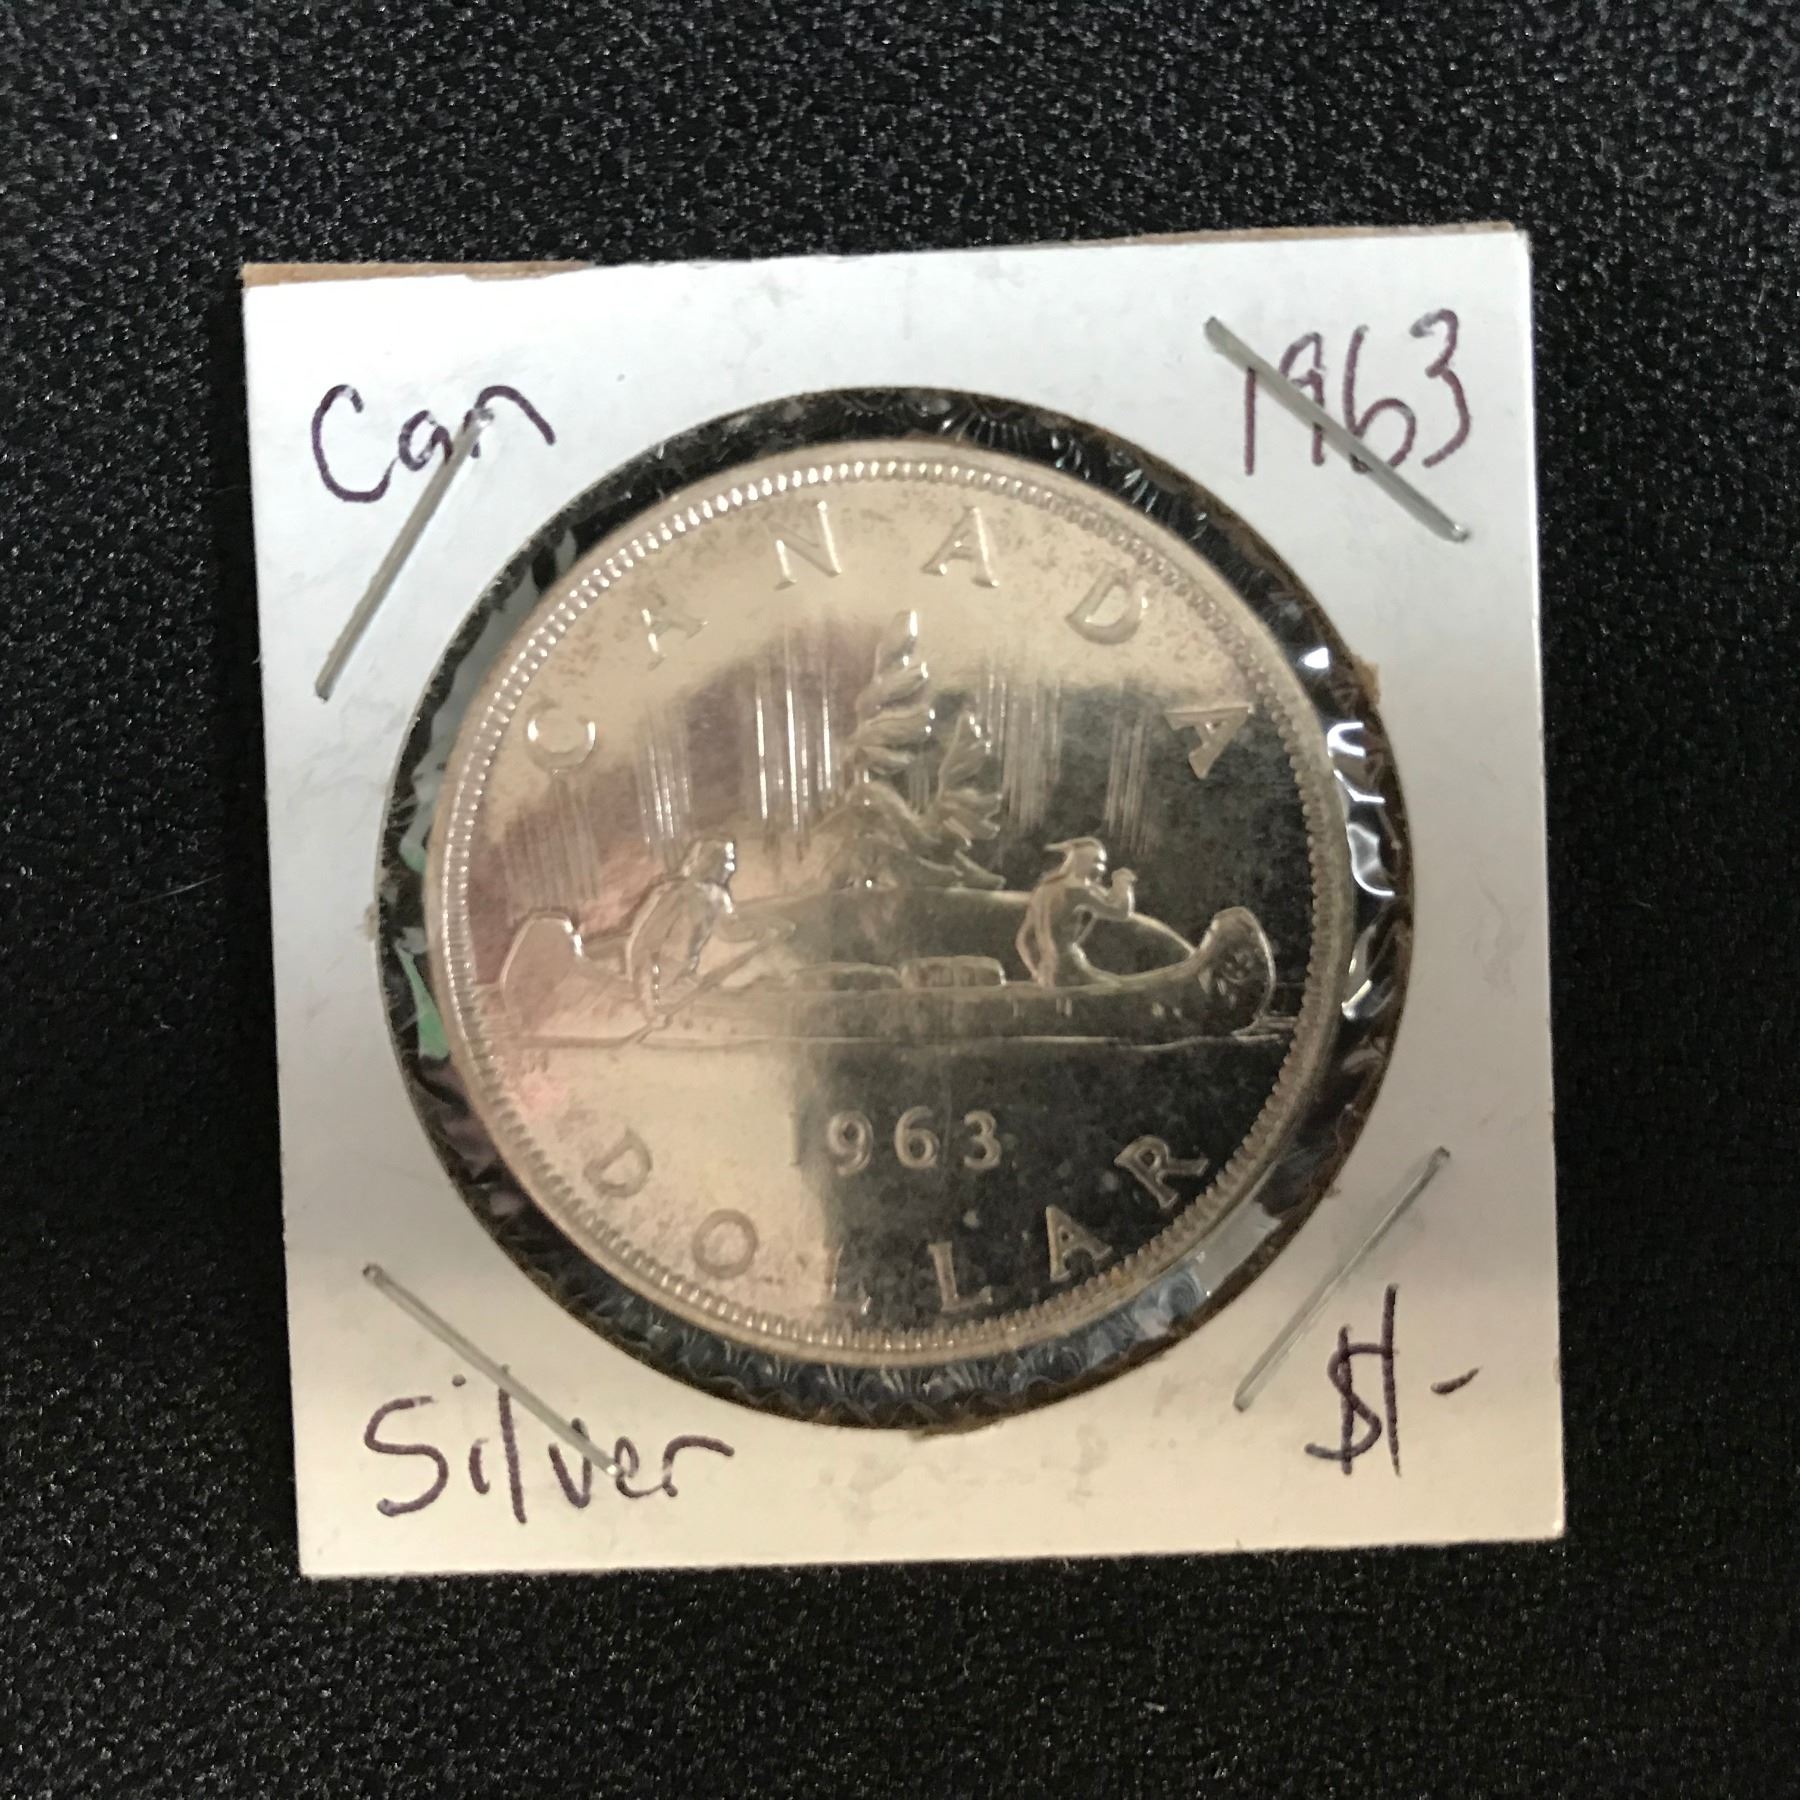 Can 1963
CANADA
1963
DOLLAR
Silver $1-